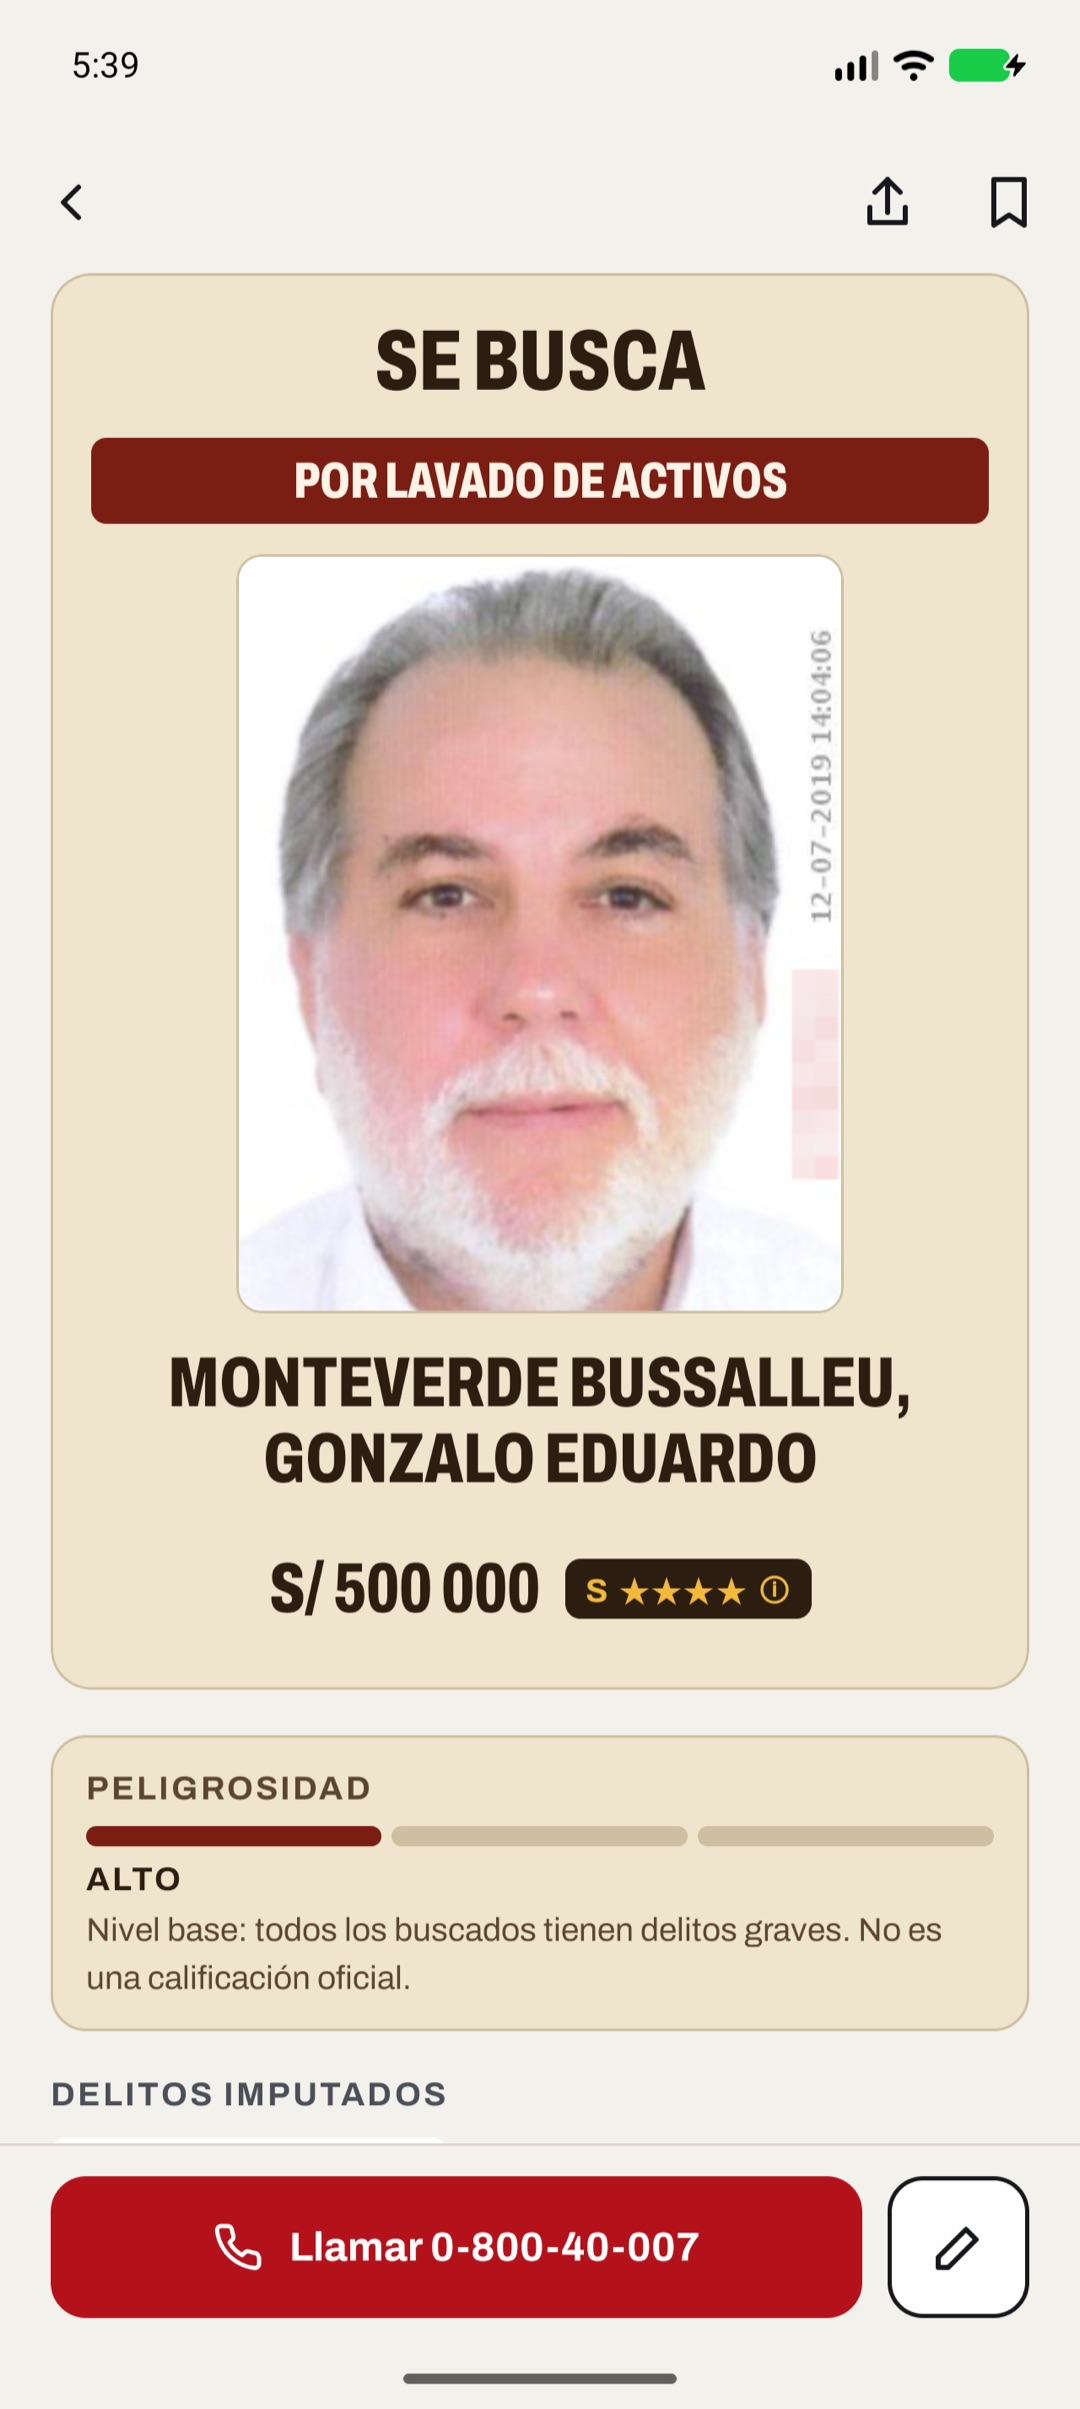 5:39
SE BUSCA
POR LAVADO DE ACTIVOS
12-07-2019 14:04:06
MONTEVERDE BUSSALLEU,
GONZALO EDUARDO
S/ 500 000 S ★★★★ ⓘ
PELIGROSIDAD
ALTO
Nivel base: todos los buscados tienen delitos graves. No es
una calificación oficial.
DELITOS IMPUTADOS
Llamar 0-800-40-007